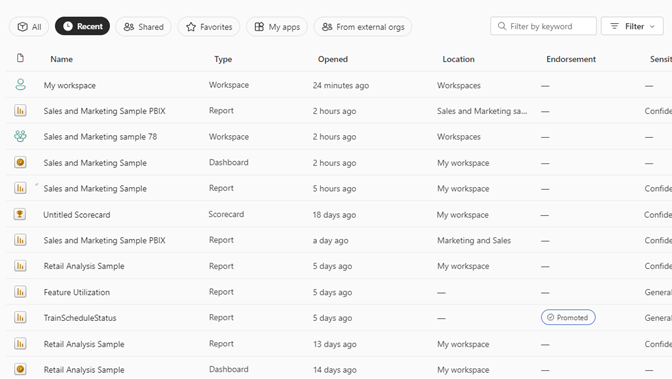 All Recent Shared Favorites My apps From external orgs Filter by keyword Filter
Name Type Opened Location Endorsement Sensit
My workspace Workspace 24 minutes ago Workspaces — —
Sales and Marketing Sample PBIX Report 2 hours ago Sales and Marketing sa... — Confide
Sales and Marketing sample 78 Workspace 2 hours ago Workspaces — —
Sales and Marketing Sample Dashboard 2 hours ago My workspace — —
Sales and Marketing Sample Report 5 hours ago My workspace — Confide
Untitled Scorecard Scorecard 18 days ago My workspace — Confide
Sales and Marketing Sample PBIX Report a day ago Marketing and Sales — Confide
Retail Analysis Sample Report 5 days ago My workspace — Confide
Feature Utilization Report 5 days ago — — General
TrainScheduleStatus Report 5 days ago — Promoted General
Retail Analysis Sample Report 13 days ago My workspace — Confide
Retail Analysis Sample Dashboard 14 days ago My workspace — —